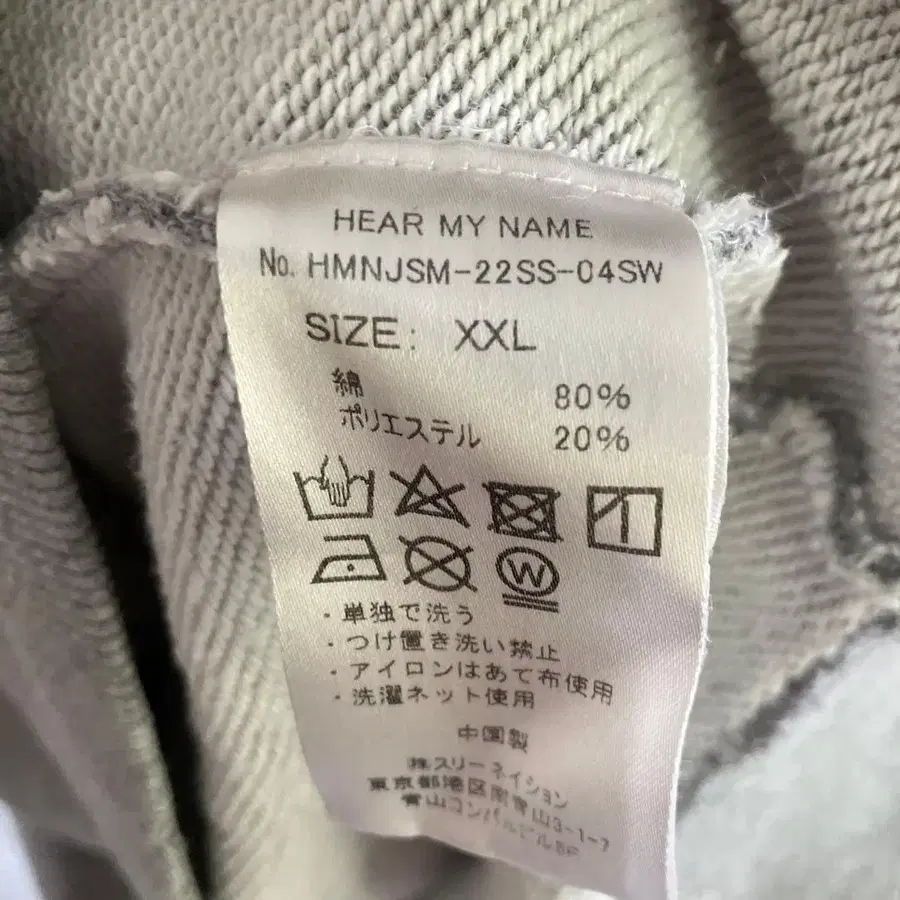 HEAR MY NAME
No. HMNJSM-22SS-04SW
SIZE: XXL
綿 80%
ポリエステル 20%
W
・単独で洗う
・つけ置き洗い禁止
・アイロンはあて布使用
・洗濯ネット使用
中国製
㈱スリーネイション
東京都港区南青山3-1-7
青山コンパルビル